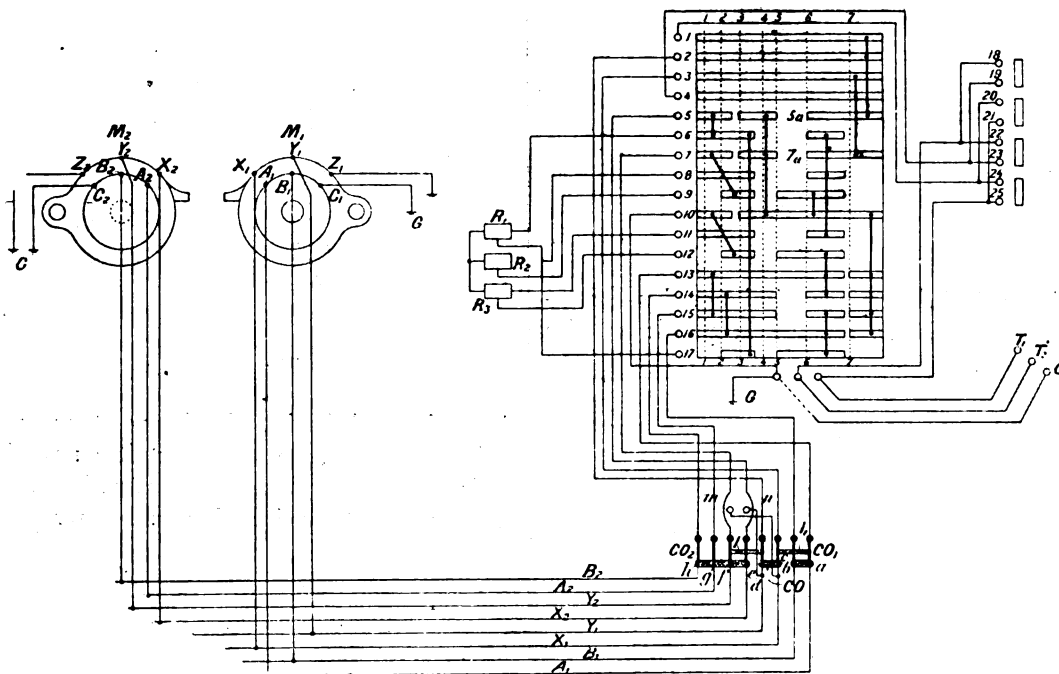 1 2 3 4 5 6 7
1
2
3
4
5
6
7
8
9
10
11
12
13
14
15
16
17
5a
7a
18
19
20
21
22
23
24
25
M₂
Y₂
Z₂ B₂ A₂ X₂
C₂
G
M₁
Y₁
X₁ A₁ B₁ Z₁
C₁
G
R₁
R₂
R₃
G
T₁
T₂
G
m n
CO₂ CO₁
h g f d b a
CO
B₂
A₂
Y₂
X₂
Y₁
X₁
B₁
A₁